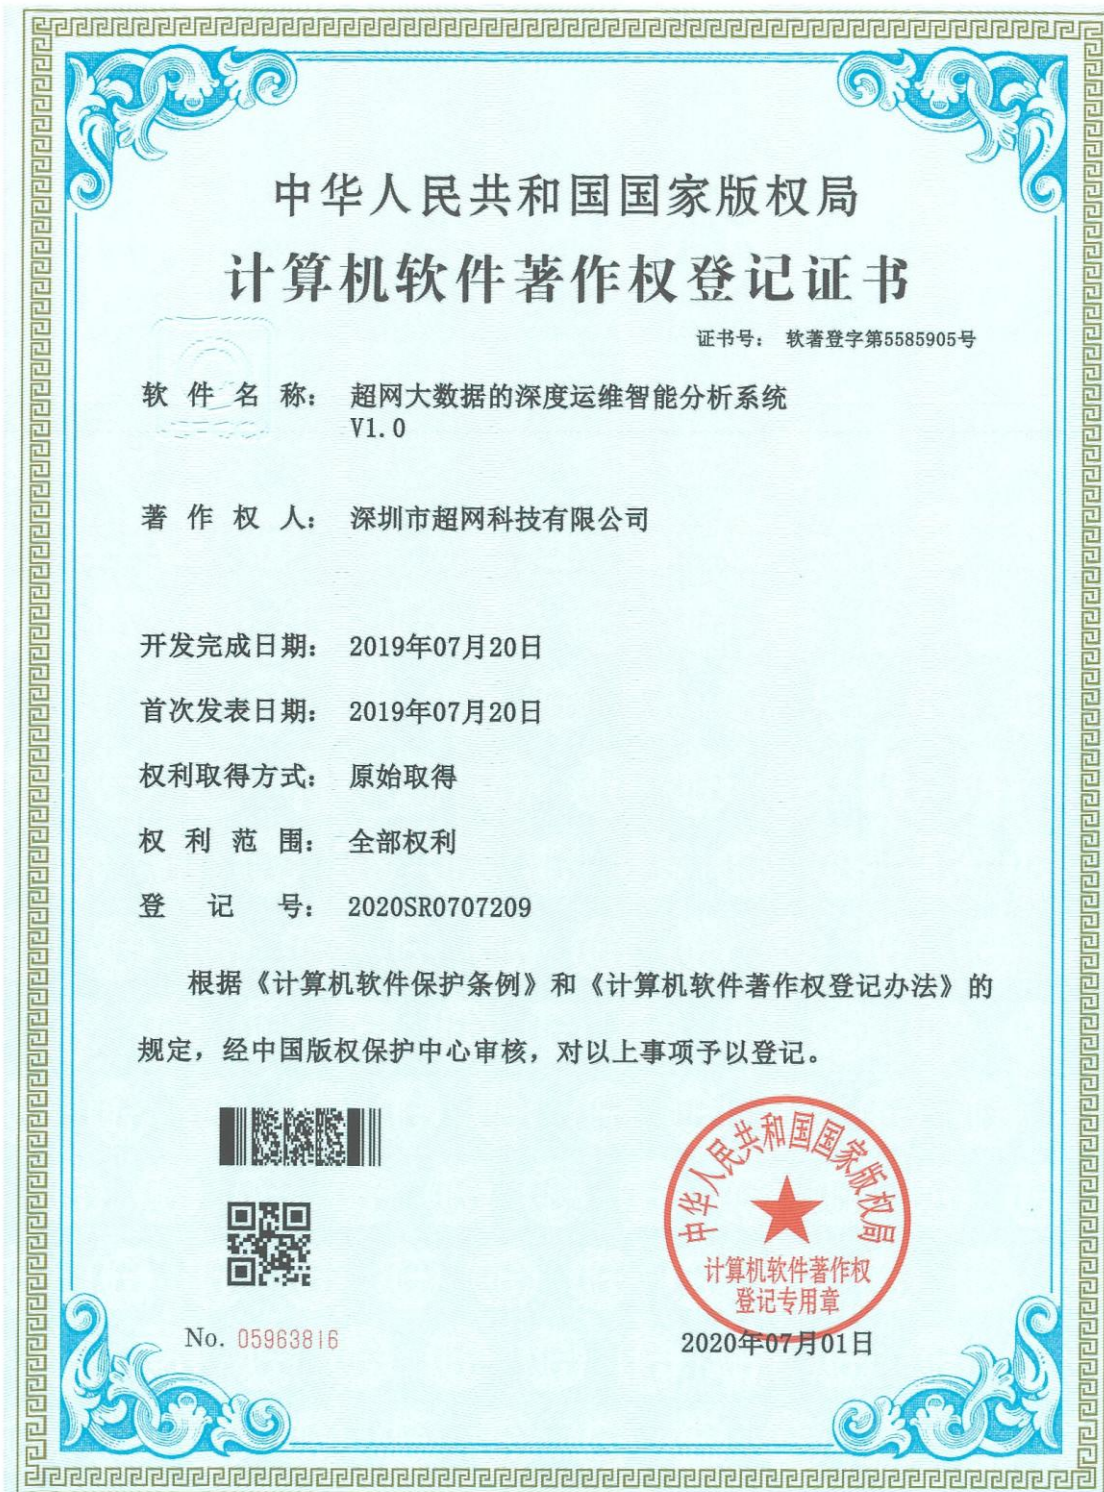 中华人民共和国国家版权局
计算机软件著作权登记证书
证书号： 软著登字第5585905号
软件名称： 超网大数据的深度运维智能分析系统
V1.0
著作权人： 深圳市超网科技有限公司
开发完成日期： 2019年07月20日
首次发表日期： 2019年07月20日
权利取得方式： 原始取得
权利范围： 全部权利
登记号： 2020SR0707209
根据《计算机软件保护条例》和《计算机软件著作权登记办法》的
规定，经中国版权保护中心审核，对以上事项予以登记。
中华人民共和国国家版权局
计算机软件著作权
登记专用章
No. 05963816
2020年07月01日